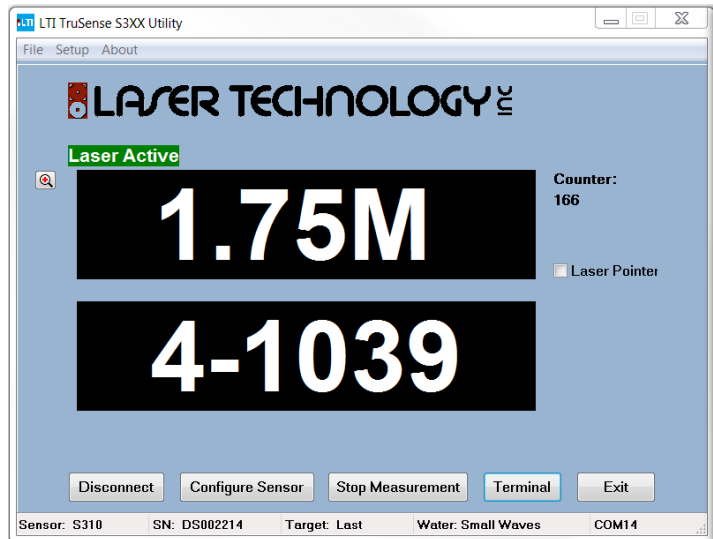 LTI TruSense S3XX Utility
File Setup About
LASER TECHNOLOGY INC
Laser Active
1.75M
Counter:
166
Laser Pointer
4-1039
Disconnect Configure Sensor Stop Measurement Terminal Exit
Sensor: S310 SN: DS002214 Target: Last Water: Small Waves COM14